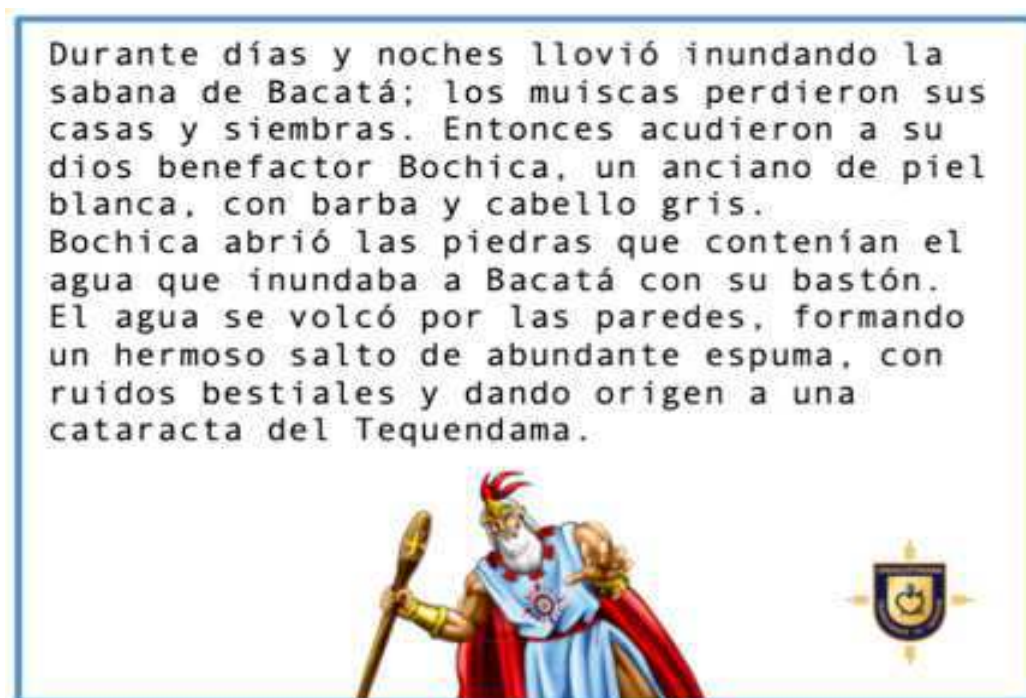 Durante días y noches llovió inundando la
sabana de Bacatá; los muiscas perdieron sus
casas y siembras. Entonces acudieron a su
dios benefactor Bochica, un anciano de piel
blanca, con barba y cabello gris.
Bochica abrió las piedras que contenían el
agua que inundaba a Bacatá con su bastón.
El agua se volcó por las paredes, formando
un hermoso salto de abundante espuma, con
ruidos bestiales y dando origen a una
cataracta del Tequendama.